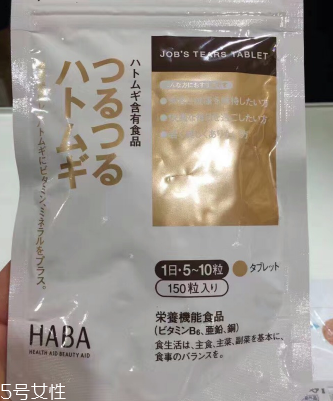 ハトムギ含有食品
つるつる
ハトムギ
ハトムギにビタミン、ミネラルをプラス。
JOB'S TEARS TABLET
1日・5〜10粒
タブレット
150粒入り
栄養機能食品
(ビタミンB6、亜鉛、銅)
食生活は、主食、主菜、副菜を基本に、
食事のバランスを。
HABA
HEALTH AID BEAUTY AID
5号女性